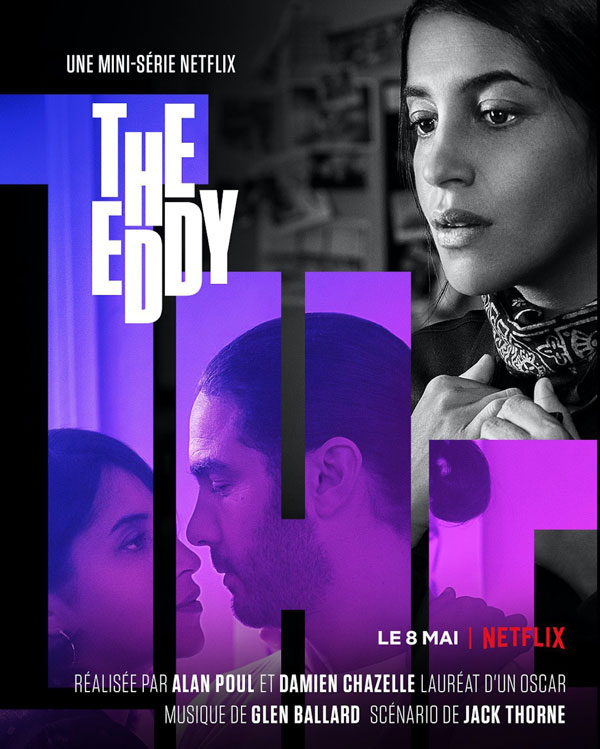 UNE MINI-SÉRIE NETFLIX
THE
EDDY
LE 8 MAI | NETFLIX
RÉALISÉE PAR ALAN POUL ET DAMIEN CHAZELLE LAURÉAT D'UN OSCAR
MUSIQUE DE GLEN BALLARD SCÉNARIO DE JACK THORNE